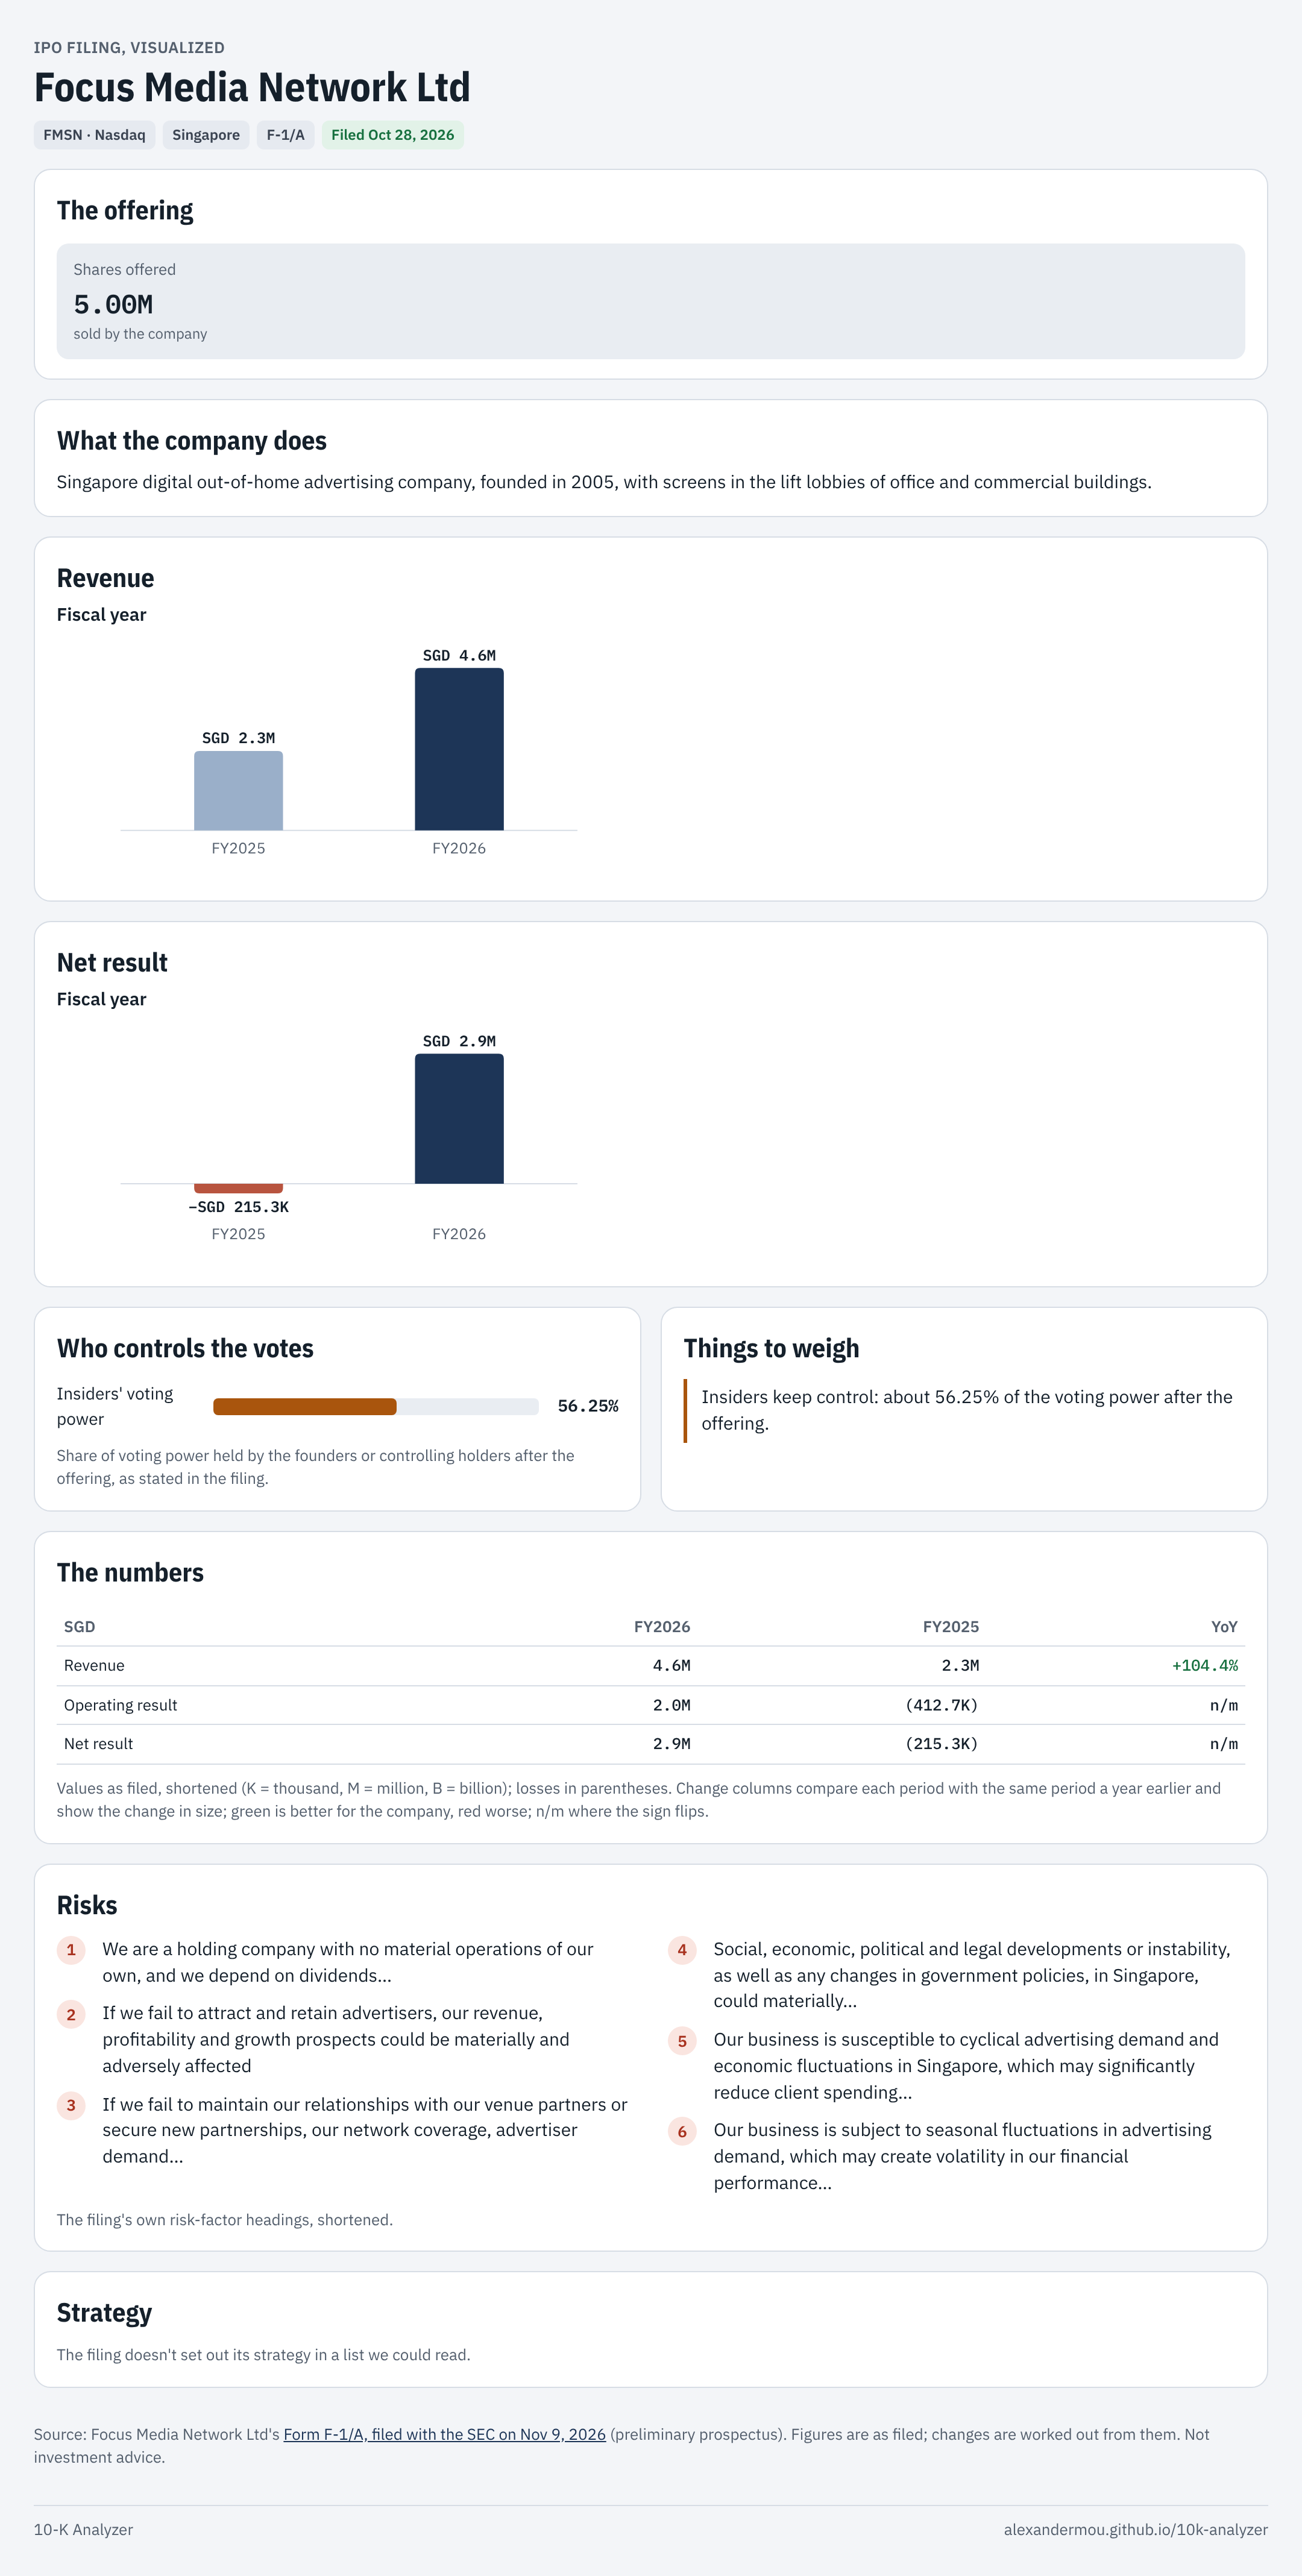 IPO FILING, VISUALIZED
Focus Media Network Ltd
FMSN · Nasdaq
Singapore
F-1/A
Filed Oct 28, 2026
The offering
Shares offered
5.00M
sold by the company
What the company does
Singapore digital out-of-home advertising company, founded in 2005, with screens in the lift lobbies of office and commercial buildings.
Revenue
Fiscal year
SGD 2.3M
SGD 4.6M
FY2025
FY2026
Net result
Fiscal year
SGD 2.9M
−SGD 215.3K
FY2025
FY2026
Who controls the votes
Insiders' voting
power
56.25%
Share of voting power held by the founders or controlling holders after the
offering, as stated in the filing.
Things to weigh
Insiders keep control: about 56.25% of the voting power after the
offering.
The numbers
SGD FY2026 FY2025 YoY
Revenue 4.6M 2.3M +104.4%
Operating result 2.0M (412.7K) n/m
Net result 2.9M (215.3K) n/m
Values as filed, shortened (K = thousand, M = million, B = billion); losses in parentheses. Change columns compare each period with the same period a year earlier and
show the change in size; green is better for the company, red worse; n/m where the sign flips.
Risks
1 We are a holding company with no material operations of our
own, and we depend on dividends...
2 If we fail to attract and retain advertisers, our revenue,
profitability and growth prospects could be materially and
adversely affected
3 If we fail to maintain our relationships with our venue partners or
secure new partnerships, our network coverage, advertiser
demand...
4 Social, economic, political and legal developments or instability,
as well as any changes in government policies, in Singapore,
could materially...
5 Our business is susceptible to cyclical advertising demand and
economic fluctuations in Singapore, which may significantly
reduce client spending...
6 Our business is subject to seasonal fluctuations in advertising
demand, which may create volatility in our financial
performance...
The filing's own risk-factor headings, shortened.
Strategy
The filing doesn't set out its strategy in a list we could read.
Source: Focus Media Network Ltd's Form F-1/A, filed with the SEC on Nov 9, 2026 (preliminary prospectus). Figures are as filed; changes are worked out from them. Not
investment advice.
10-K Analyzer
alexandermou.github.io/10k-analyzer